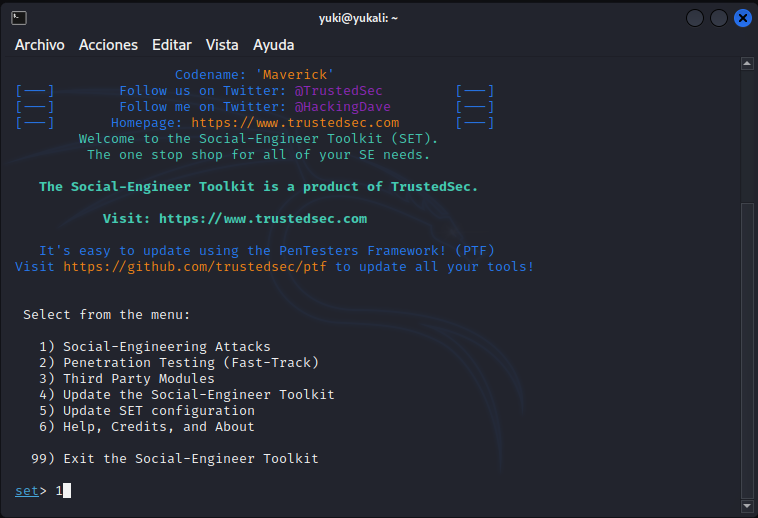 yuki@yukali: ~
Archivo Acciones Editar Vista Ayuda
Codename: 'Maverick'
[---] Follow us on Twitter: @TrustedSec [---]
[---] Follow me on Twitter: @HackingDave [---]
[---] Homepage: https://www.trustedsec.com [---]
Welcome to the Social-Engineer Toolkit (SET).
The one stop shop for all of your SE needs.
The Social-Engineer Toolkit is a product of TrustedSec.
Visit: https://www.trustedsec.com
It's easy to update using the PenTesters Framework! (PTF)
Visit https://github.com/trustedsec/ptf to update all your tools!
Select from the menu:
1) Social-Engineering Attacks
2) Penetration Testing (Fast-Track)
3) Third Party Modules
4) Update the Social-Engineer Toolkit
5) Update SET configuration
6) Help, Credits, and About
99) Exit the Social-Engineer Toolkit
set> 1